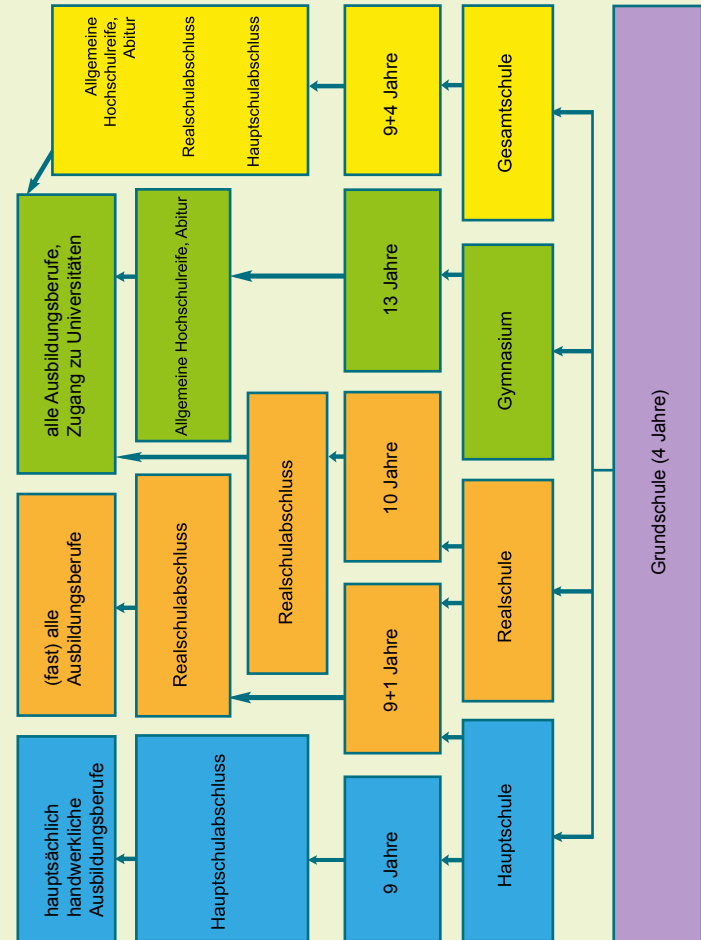 hauptsächlich
handwerkliche
Ausbildungsberufe
(fast) alle
Ausbildungsberufe
alle Ausbildungsberufe,
Zugang zu Universitäten
Hauptschulabschluss
Realschulabschluss
Realschulabschluss
Allgemeine Hochschulreife, Abitur
Allgemeine
Hochschulreife,
Abitur
Realschulabschluss
Hauptschulabschluss
9 Jahre
9+1 Jahre
10 Jahre
13 Jahre
9+4 Jahre
Hauptschule
Realschule
Gymnasium
Gesamtschule
Grundschule (4 Jahre)